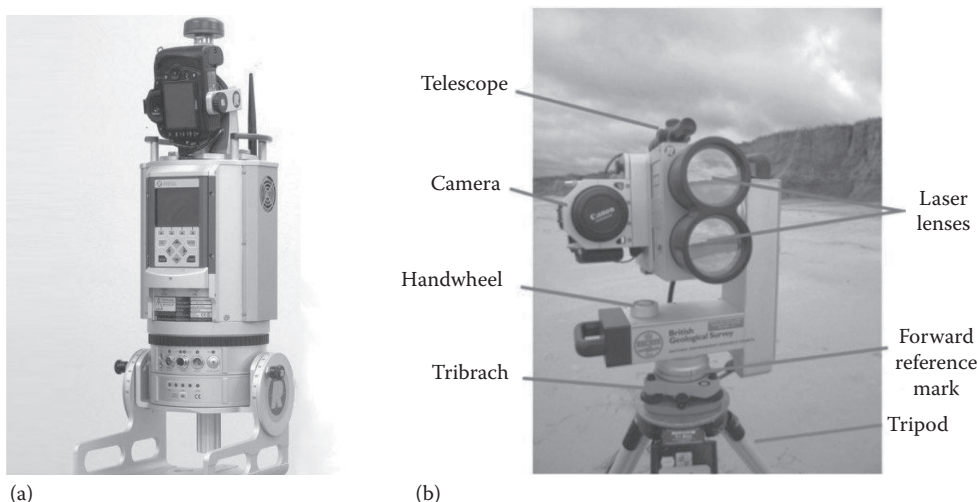 Telescope
Camera
Canon
Laser
lenses
Handwheel
British
Geological Survey
Forward
reference
mark
Tribrach
Tripod
(a)
(b)